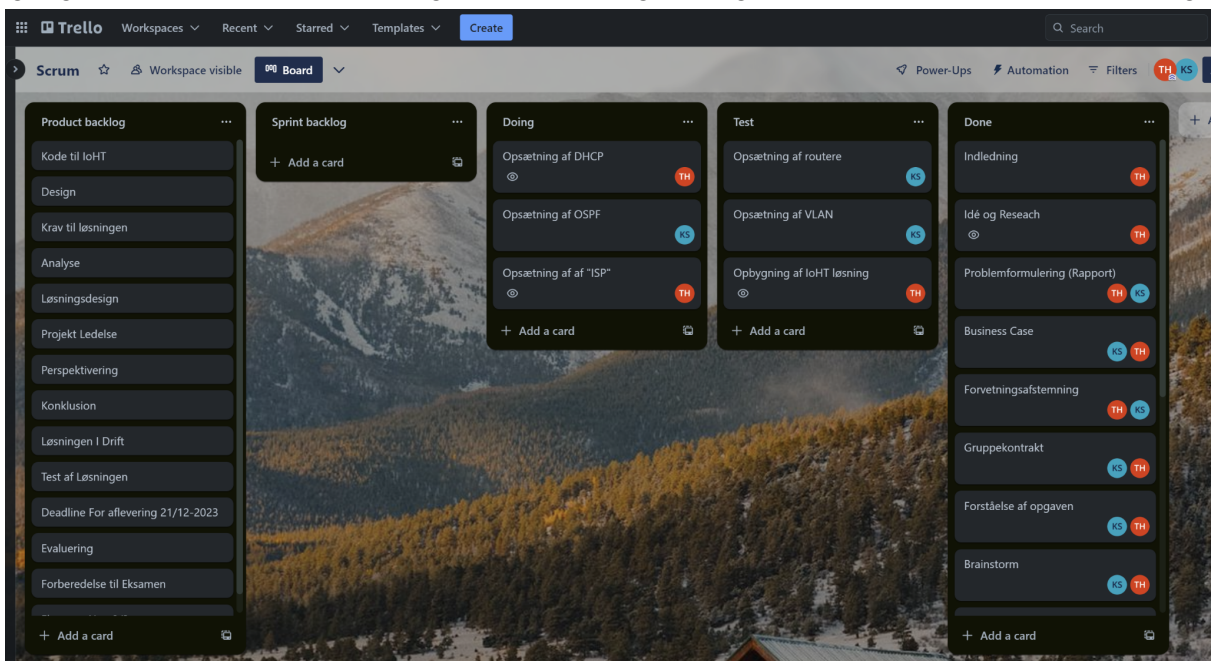 Trello Workspaces Recent Starred Templates Create Search
Scrum Workspace visible Board Power-Ups Automation Filters TH KS
Product backlog
Kode til IoHT
Design
Krav til løsningen
Analyse
Løsningsdesign
Projekt Ledelse
Perspektivering
Konklusion
Løsningen I Drift
Test af Løsningen
Deadline For aflevering 21/12-2023
Evaluering
Forberedelse til Eksamen
+ Add a card
Sprint backlog
+ Add a card
Doing
Opsætning af DHCP
TH
Opsætning af OSPF
KS
Opsætning af af "ISP"
TH
+ Add a card
Test
Opsætning af routere
KS
Opsætning af VLAN
KS
Opbygning af IoHT løsning
TH
+ Add a card
Done
Indledning
TH
Idé og Reseach
TH
Problemformulering (Rapport)
TH KS
Business Case
KS TH
Forvetningsafstemning
TH KS
Gruppekontrakt
KS TH
Forståelse af opgaven
KS TH
Brainstorm
KS TH
+ Add a card